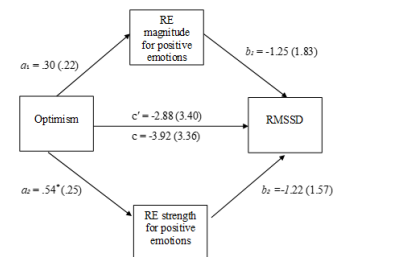 RE
magnitude
for positive
emotions
a₁ = .30 (.22)
b₁ = -1.25 (1.83)
Optimism
c' = -2.88 (3.40)
c = -3.92 (3.36)
RMSSD
a₂ = .54*(.25)
b₂ =-1.22 (1.57)
RE strength
for positive
emotions